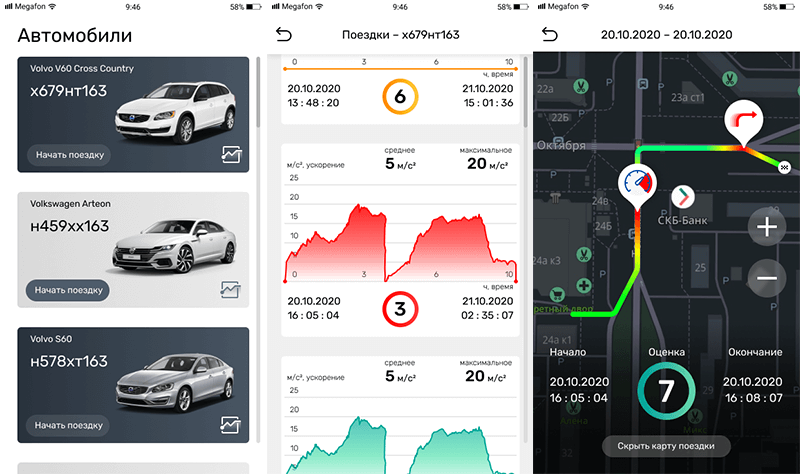 Megafon 9:46 58%
Автомобили
Volvo V60 Cross Country
х679нт163
Начать поездку
Volkswagen Arteon
н459хх163
Начать поездку
Volvo S60
н578хт163
Начать поездку
Megafon 9:46 58%
Поездки – х679нт163
0 3 6 10
ч, время
20.10.2020
13 : 48 : 20
6
21.10.2020
15 : 01 : 36
м/с², ускорение
среднее
5 м/с²
максимальное
20 м/с²
25
20
15
10
5
0 3 6 10
ч, время
20.10.2020
16 : 05 : 04
3
21.10.2020
02 : 35 : 07
м/с², ускорение
среднее
5 м/с²
максимальное
20 м/с²
25
20
15
10
Megafon 9:46 58%
20.10.2020 – 20.10.2020
23а ст1
22Б
22
Октября
СКБ-Банк
24Б
24а к3
25
24а к1
Начало
20.10.2020
16 : 05 : 04
Оценка
7
Окончание
20.10.2020
16 : 08 : 07
Скрыть карту поездки